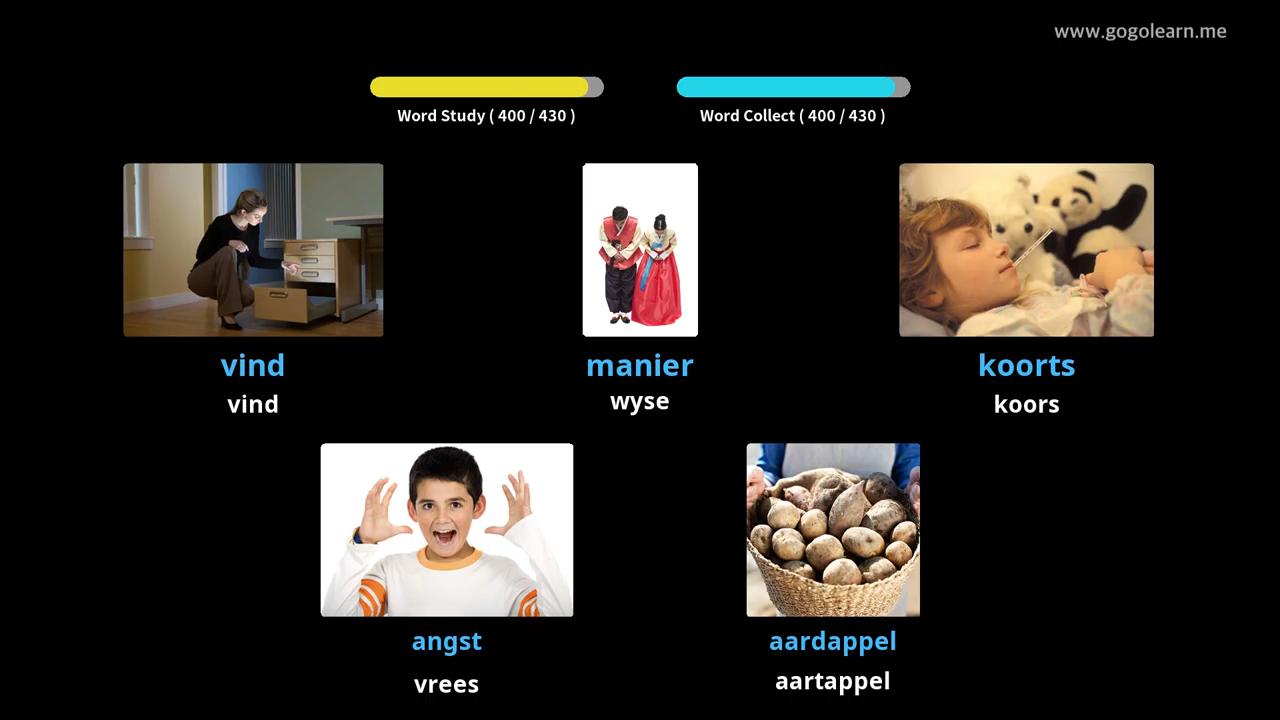 www.gogolearn.me
Word Study ( 400 / 430 )
Word Collect ( 400 / 430 )
vind
vind
manier
wyse
koorts
koors
angst
vrees
aardappel
aartappel